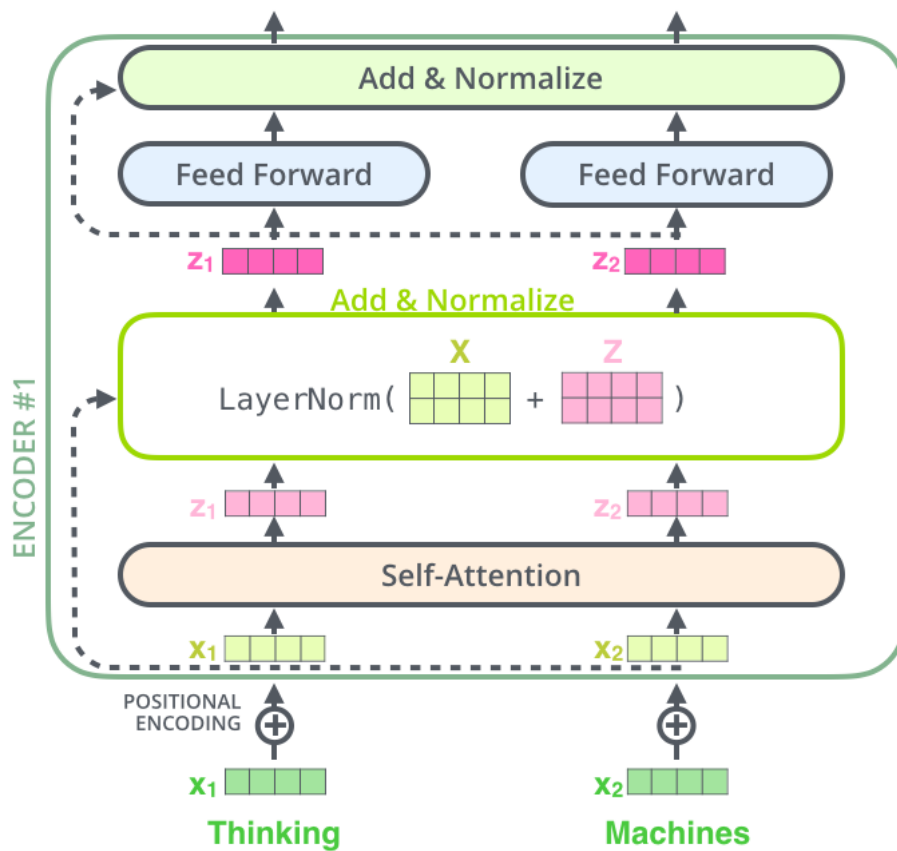 Add & Normalize
Feed Forward
Feed Forward
z₁
z₂
Add & Normalize
X
Z
LayerNorm( + )
ENCODER #1
z₁
z₂
Self-Attention
x₁
x₂
POSITIONAL
ENCODING
x₁
x₂
Thinking
Machines